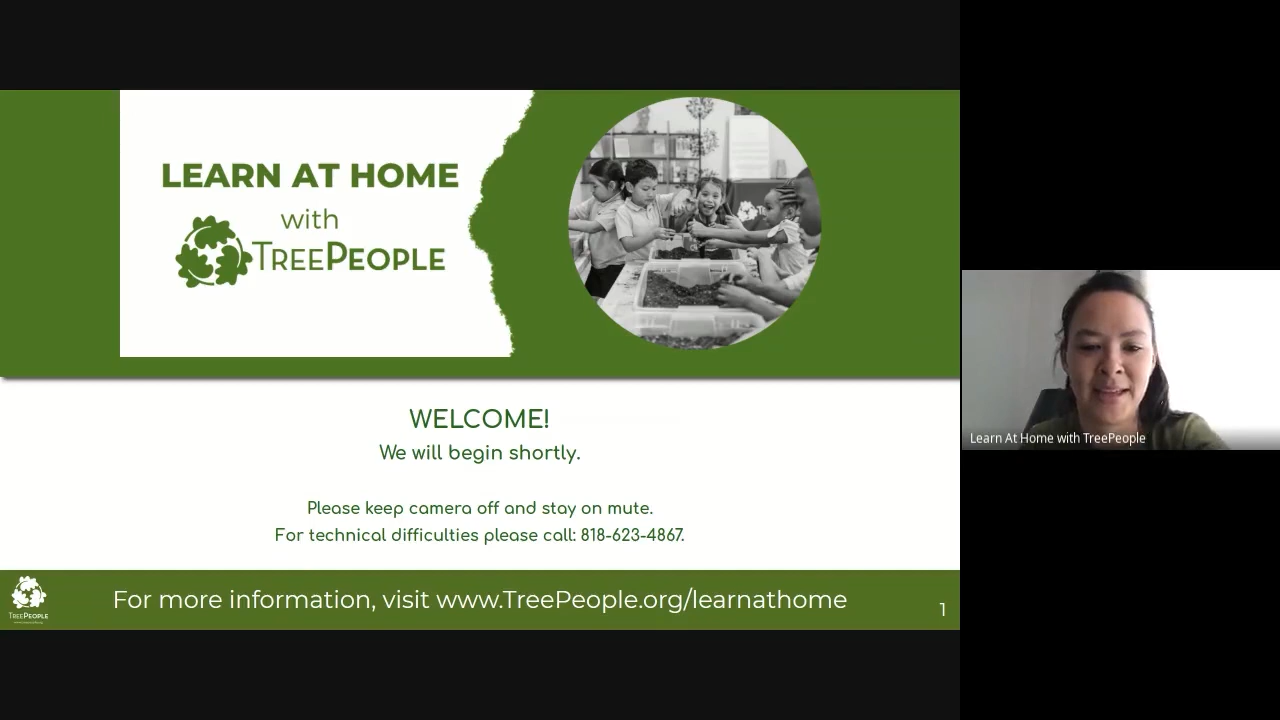 LEARN AT HOME
with
TREEPEOPLE
WELCOME!
We will begin shortly.
Please keep camera off and stay on mute.
For technical difficulties please call: 818-623-4867.
TREEPEOPLE
For more information, visit www.TreePeople.org/learnathome
1
Learn At Home with TreePeople